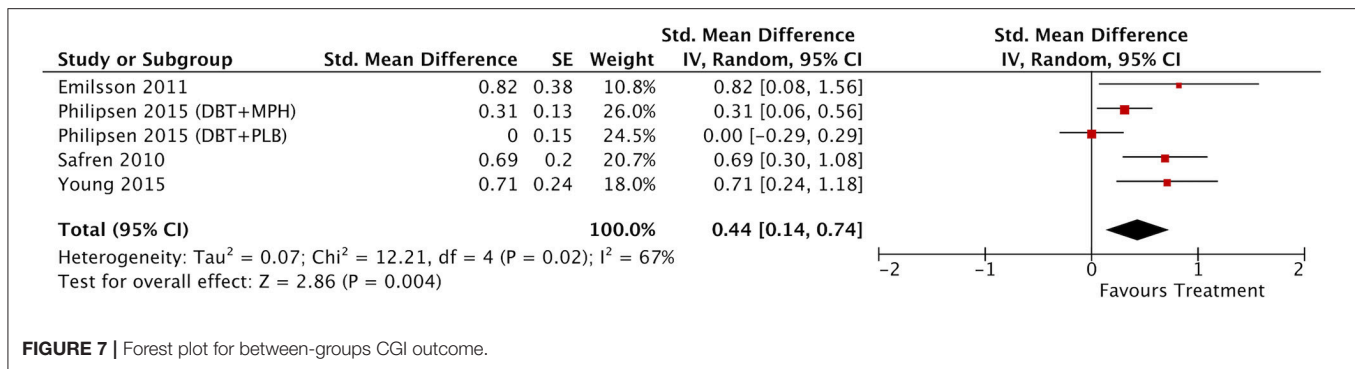 Std. Mean Difference Std. Mean Difference
Study or Subgroup Std. Mean Difference SE Weight IV, Random, 95% CI IV, Random, 95% CI
Emilsson 2011 0.82 0.38 10.8% 0.82 [0.08, 1.56]
Philipsen 2015 (DBT+MPH) 0.31 0.13 26.0% 0.31 [0.06, 0.56]
Philipsen 2015 (DBT+PLB) 0 0.15 24.5% 0.00 [-0.29, 0.29]
Safren 2010 0.69 0.2 20.7% 0.69 [0.30, 1.08]
Young 2015 0.71 0.24 18.0% 0.71 [0.24, 1.18]
Total (95% CI) 100.0% 0.44 [0.14, 0.74]
Heterogeneity: Tau² = 0.07; Chi² = 12.21, df = 4 (P = 0.02); I² = 67%
Test for overall effect: Z = 2.86 (P = 0.004)
-2 -1 0 1 2
Favours Treatment
FIGURE 7 | Forest plot for between-groups CGI outcome.